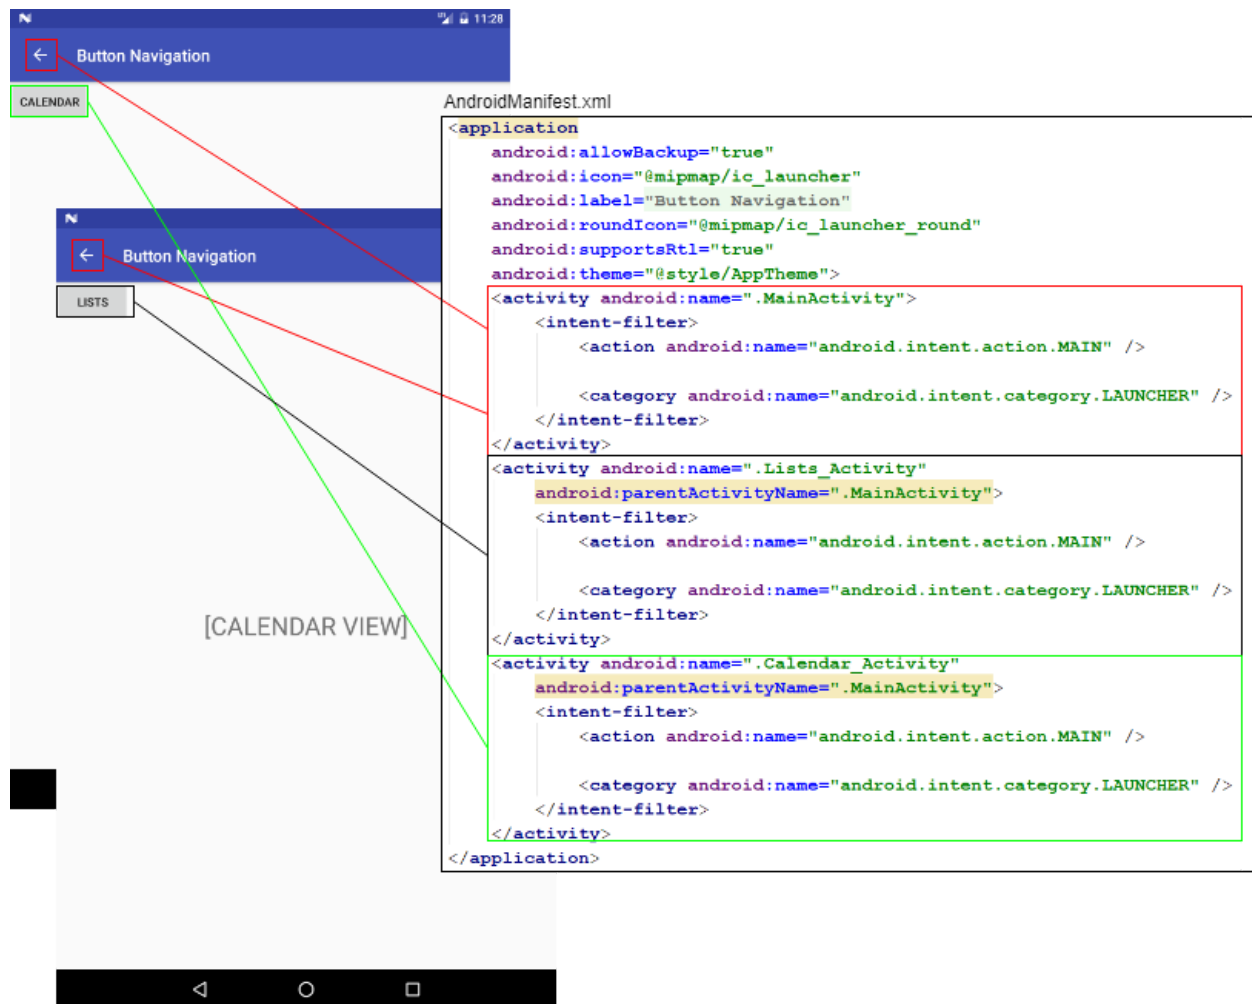 11:28
Button Navigation
CALENDAR
Button Navigation
LISTS
[CALENDAR VIEW]
AndroidManifest.xml
<application
android:allowBackup="true"
android:icon="@mipmap/ic_launcher"
android:label="Button Navigation"
android:roundIcon="@mipmap/ic_launcher_round"
android:supportsRtl="true"
android:theme="@style/AppTheme">
<activity android:name=".MainActivity">
<intent-filter>
<action android:name="android.intent.action.MAIN" />
<category android:name="android.intent.category.LAUNCHER" />
</intent-filter>
</activity>
<activity android:name=".Lists_Activity"
android:parentActivityName=".MainActivity">
<intent-filter>
<action android:name="android.intent.action.MAIN" />
<category android:name="android.intent.category.LAUNCHER" />
</intent-filter>
</activity>
<activity android:name=".Calendar_Activity"
android:parentActivityName=".MainActivity">
<intent-filter>
<action android:name="android.intent.action.MAIN" />
<category android:name="android.intent.category.LAUNCHER" />
</intent-filter>
</activity>
</application>